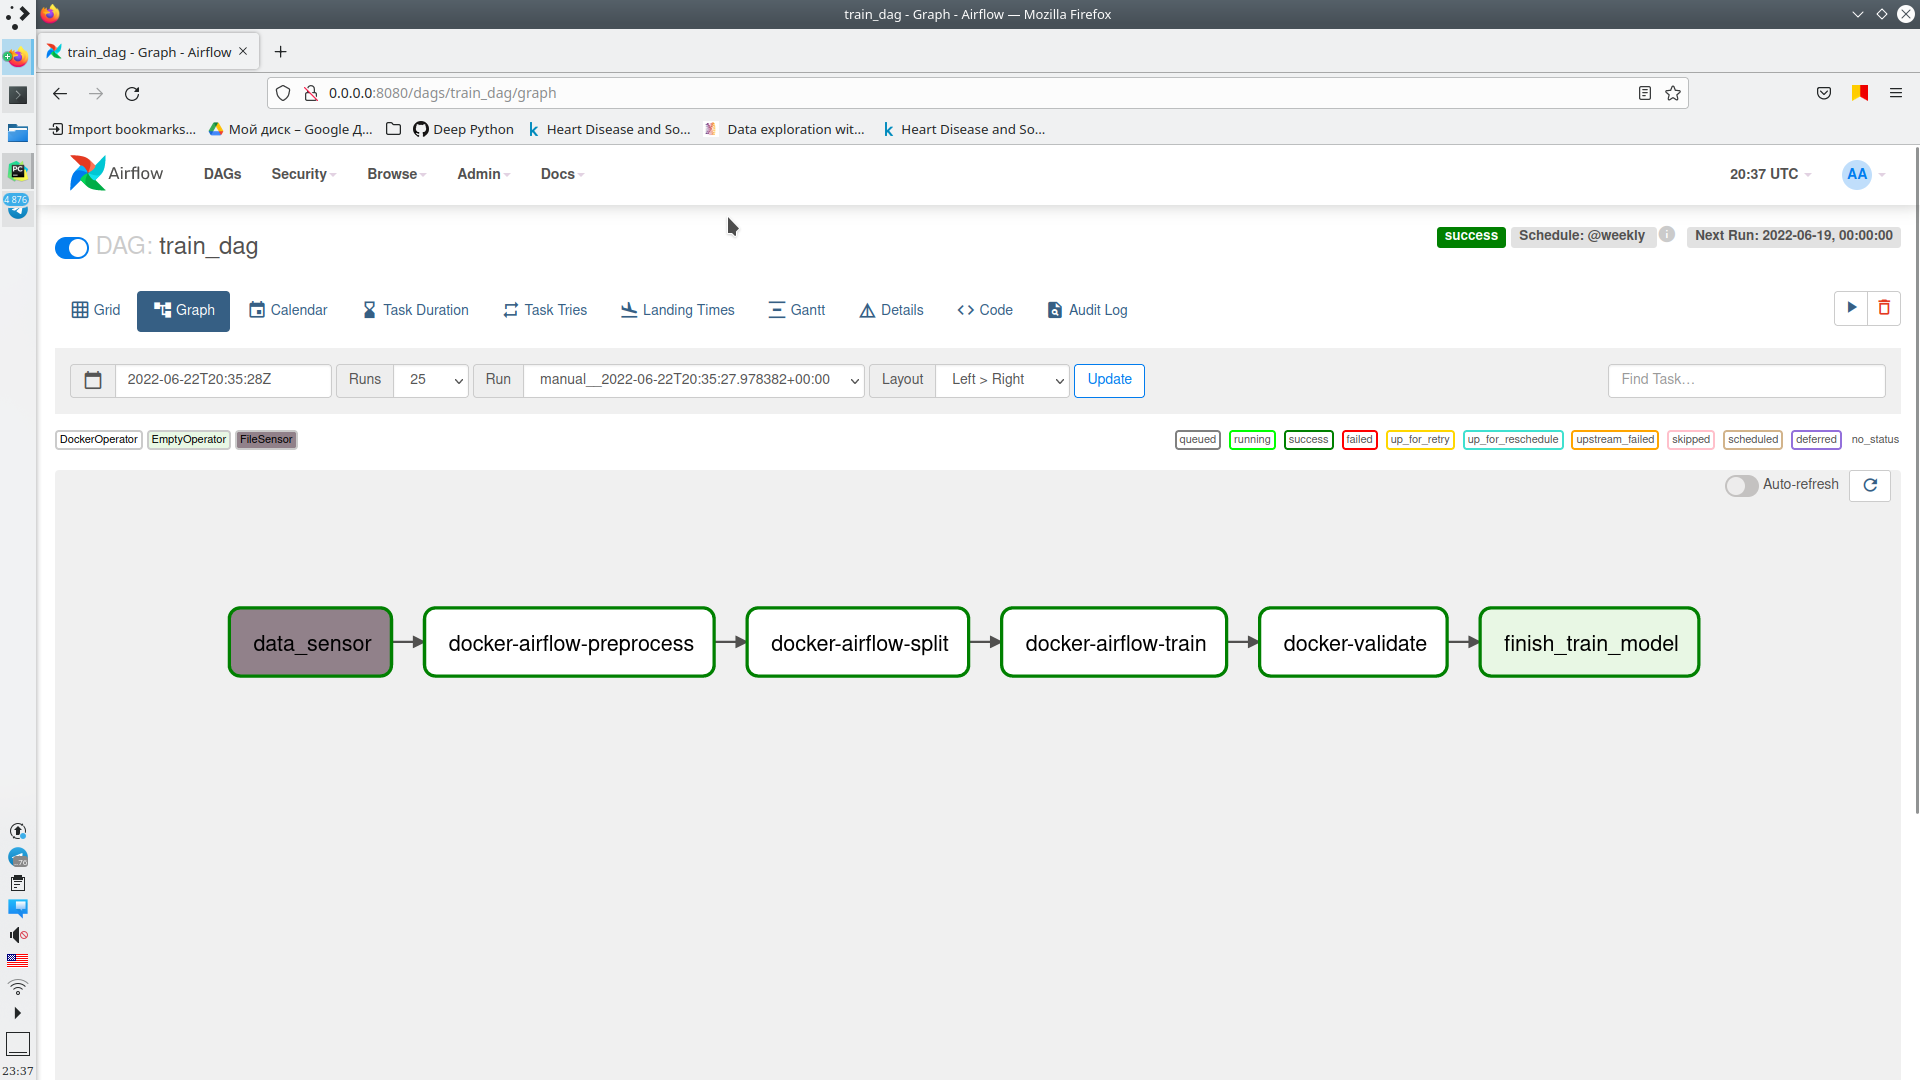 train_dag - Graph - Airflow — Mozilla Firefox
train_dag - Graph - Airflow
0.0.0.0:8080/dags/train_dag/graph
Import bookmarks... Мой диск – Google Д... Deep Python Heart Disease and So... Data exploration wit... Heart Disease and So...
Airflow DAGs Security Browse Admin Docs 20:37 UTC AA
DAG: train_dag success Schedule: @weekly Next Run: 2022-06-19, 00:00:00
Grid Graph Calendar Task Duration Task Tries Landing Times Gantt Details Code Audit Log
2022-06-22T20:35:28Z Runs 25 Run manual__2022-06-22T20:35:27.978382+00:00 Layout Left > Right Update Find Task...
DockerOperator EmptyOperator FileSensor queued running success failed up_for_retry up_for_reschedule upstream_failed skipped scheduled deferred no_status
Auto-refresh
data_sensor docker-airflow-preprocess docker-airflow-split docker-airflow-train docker-validate finish_train_model
PC
4 876
23:37